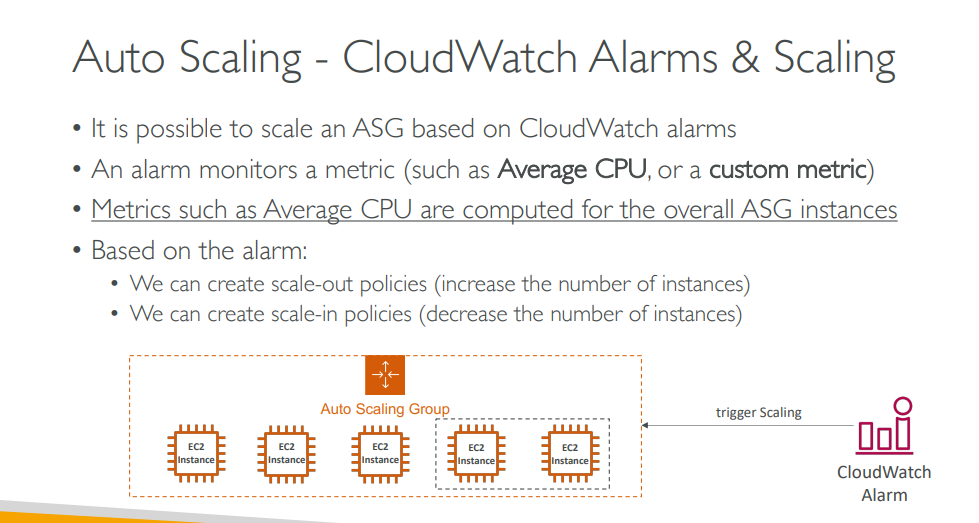 Auto Scaling - CloudWatch Alarms & Scaling
• It is possible to scale an ASG based on CloudWatch alarms
• An alarm monitors a metric (such as Average CPU, or a custom metric)
• Metrics such as Average CPU are computed for the overall ASG instances
• Based on the alarm:
• We can create scale-out policies (increase the number of instances)
• We can create scale-in policies (decrease the number of instances)
Auto Scaling Group
trigger Scaling
EC2
Instance
EC2
Instance
EC2
Instance
EC2
Instance
EC2
Instance
CloudWatch
Alarm